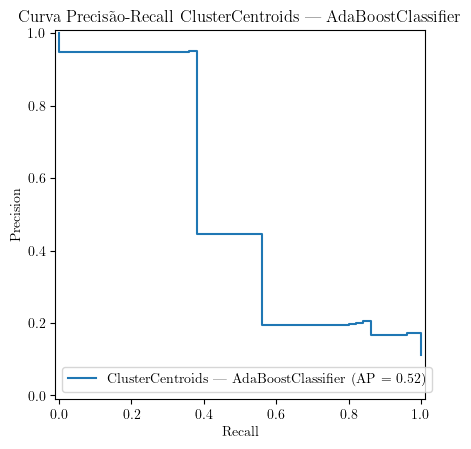 Curva Precisão-Recall ClusterCentroids — AdaBoostClassifier
1.0
0.8
0.6
0.4
0.2
0.0
Precision
ClusterCentroids — AdaBoostClassifier (AP = 0.52)
0.0 0.2 0.4 0.6 0.8 1.0
Recall